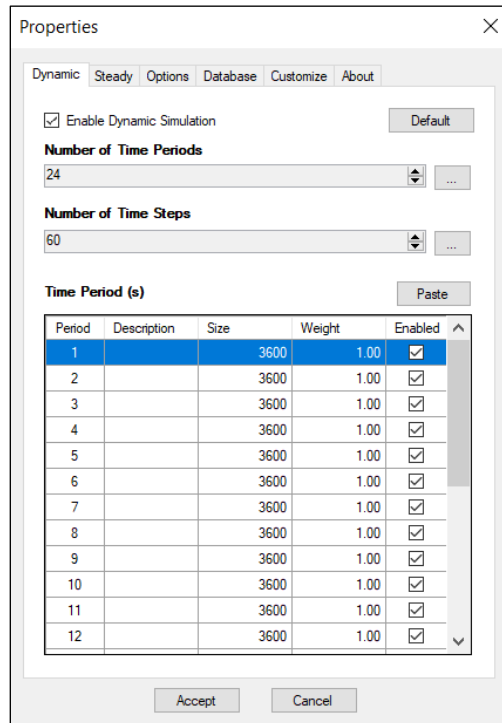 Properties
Dynamic Steady Options Database Customize About
Enable Dynamic Simulation Default
Number of Time Periods
24 ...
Number of Time Steps
60 ...
Time Period (s) Paste
Period Description Size Weight Enabled
1 3600 1.00
2 3600 1.00
3 3600 1.00
4 3600 1.00
5 3600 1.00
6 3600 1.00
7 3600 1.00
8 3600 1.00
9 3600 1.00
10 3600 1.00
11 3600 1.00
12 3600 1.00
Accept Cancel